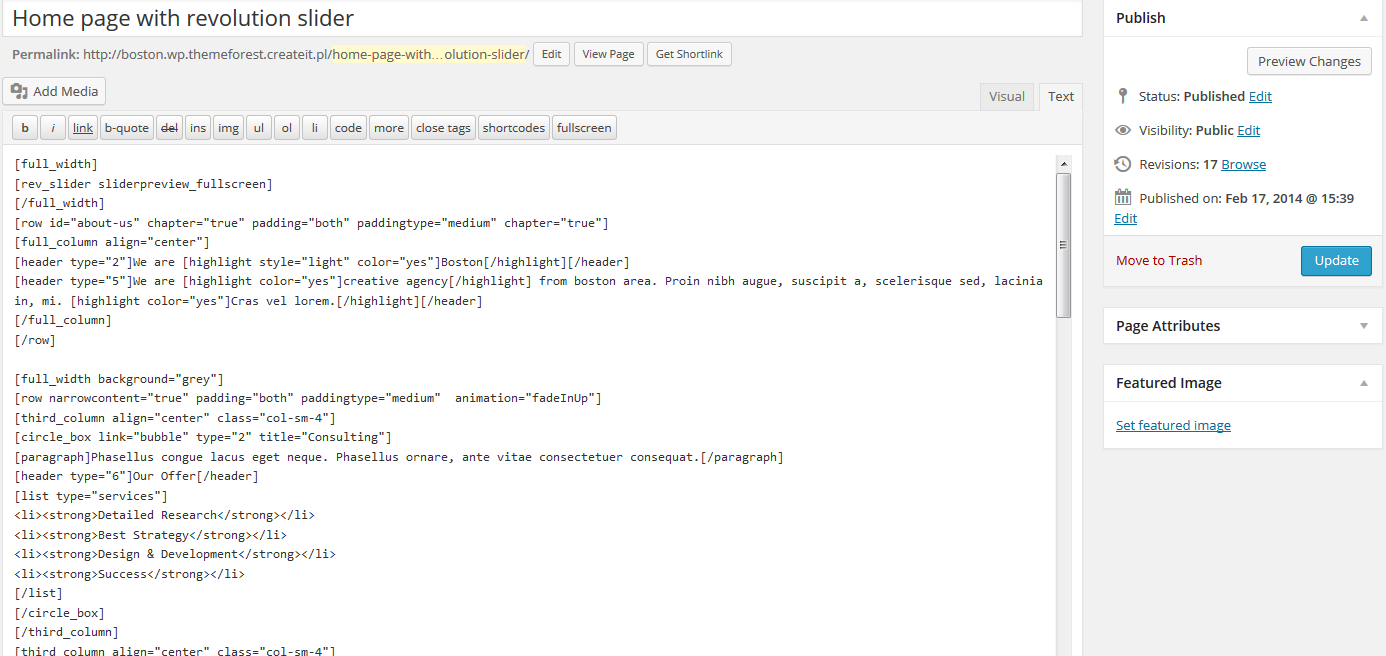 Home page with revolution slider
Permalink: http://boston.wp.themeforest.createit.pl/home-page-with…olution-slider/ Edit View Page Get Shortlink
Add Media
Visual Text
b i link b-quote del ins img ul ol li code more close tags shortcodes fullscreen
[full_width]
[rev_slider sliderpreview_fullscreen]
[/full_width]
[row id="about-us" chapter="true" padding="both" paddingtype="medium" chapter="true"]
[full_column align="center"]
[header type="2"]We are [highlight style="light" color="yes"]Boston[/highlight][/header]
[header type="5"]We are [highlight color="yes"]creative agency[/highlight] from boston area. Proin nibh augue, suscipit a, scelerisque sed, lacinia
in, mi. [highlight color="yes"]Cras vel lorem.[/highlight][/header]
[/full_column]
[/row]
[full_width background="grey"]
[row narrowcontent="true" padding="both" paddingtype="medium"  animation="fadeInUp"]
[third_column align="center" class="col-sm-4"]
[circle_box link="bubble" type="2" title="Consulting"]
[paragraph]Phasellus congue lacus eget neque. Phasellus ornare, ante vitae consectetuer consequat.[/paragraph]
[header type="6"]Our Offer[/header]
[list type="services"]
<li><strong>Detailed Research</strong></li>
<li><strong>Best Strategy</strong></li>
<li><strong>Design & Development</strong></li>
<li><strong>Success</strong></li>
[/list]
[/circle_box]
[/third_column]
[third_column align="center" class="col-sm-4"]
Publish
Preview Changes
Status: Published Edit
Visibility: Public Edit
Revisions: 17 Browse
Published on: Feb 17, 2014 @ 15:39
Edit
Move to Trash Update
Page Attributes
Featured Image
Set featured image